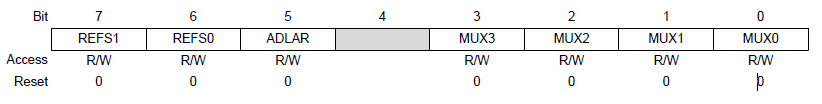 Bit 7 6 5 4 3 2 1 0
REFS1 REFS0 ADLAR MUX3 MUX2 MUX1 MUX0
Access R/W R/W R/W R/W R/W R/W R/W
Reset 0 0 0 0 0 0 0